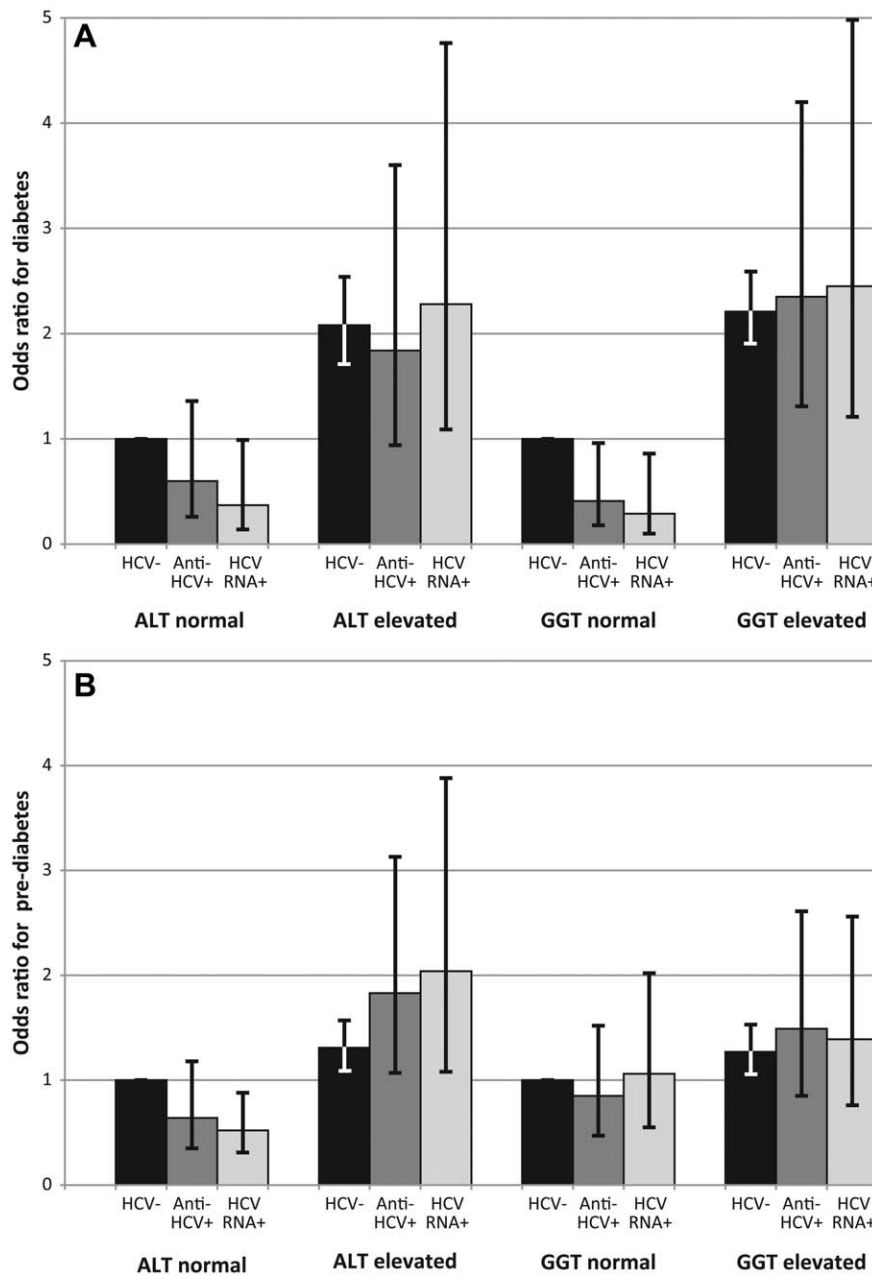 A
5
4
3
2
1
0
Odds ratio for diabetes
HCV- Anti- HCV HCV- Anti- HCV HCV- Anti- HCV HCV- Anti- HCV
HCV+ RNA+ HCV+ RNA+ HCV+ RNA+ HCV+ RNA+
ALT normal ALT elevated GGT normal GGT elevated
B
5
4
3
2
1
0
Odds ratio for pre-diabetes
HCV- Anti- HCV HCV- Anti- HCV HCV- Anti- HCV HCV- Anti- HCV
HCV+ RNA+ HCV+ RNA+ HCV+ RNA+ HCV+ RNA+
ALT normal ALT elevated GGT normal GGT elevated